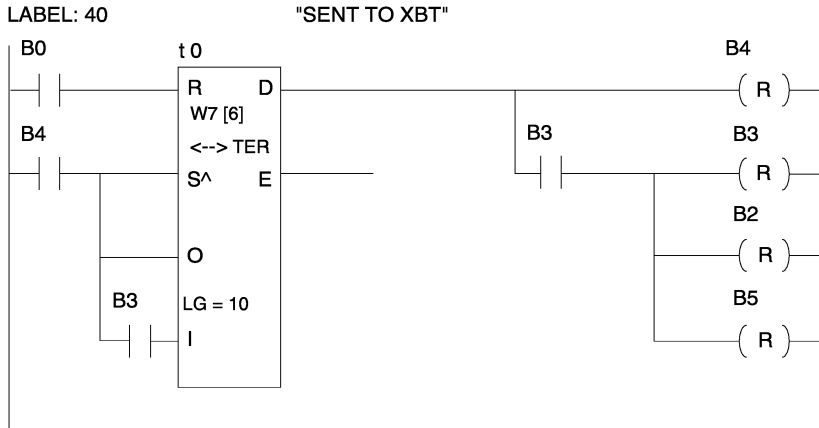 LABEL: 40 "SENT TO XBT"
B0 t 0 B4
R D R
W7 [6]
B4 B3 B3
<--> TER
S^ E R
B2
O R
B3 LG = 10 B5
I R